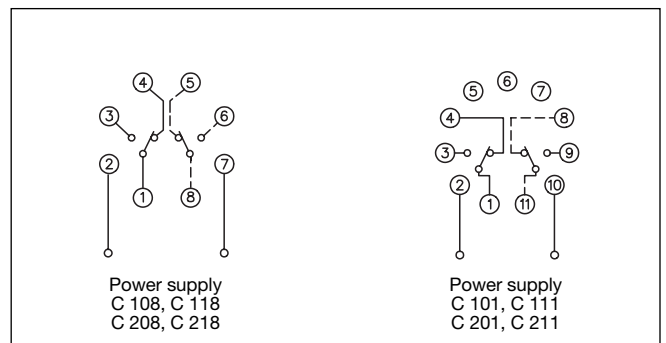 4 5
3 6
2 7
1 8
Power supply
C 108, C 118
C 208, C 218
6
5 7
4 8
3 9
2 10
1 11
Power supply
C 101, C 111
C 201, C 211